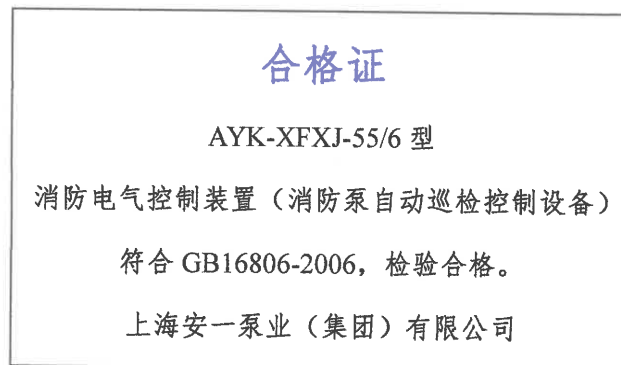 合格证
AYK-XFXJ-55/6 型
消防电气控制装置（消防泵自动巡检控制设备）
符合 GB16806-2006，检验合格。
上海安一泵业（集团）有限公司